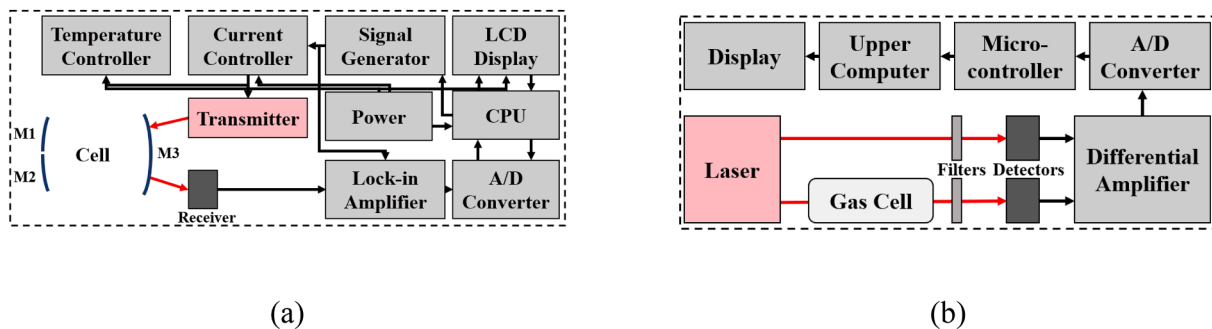 Temperature
Controller
Current
Controller
Signal
Generator
LCD
Display
Transmitter
Power
CPU
M1
M2
Cell
M3
Receiver
Lock-in
Amplifier
A/D
Converter
(a)
Display
Upper
Computer
Micro-
controller
A/D
Converter
Laser
Filters
Detectors
Differential
Amplifier
Gas Cell
(b)